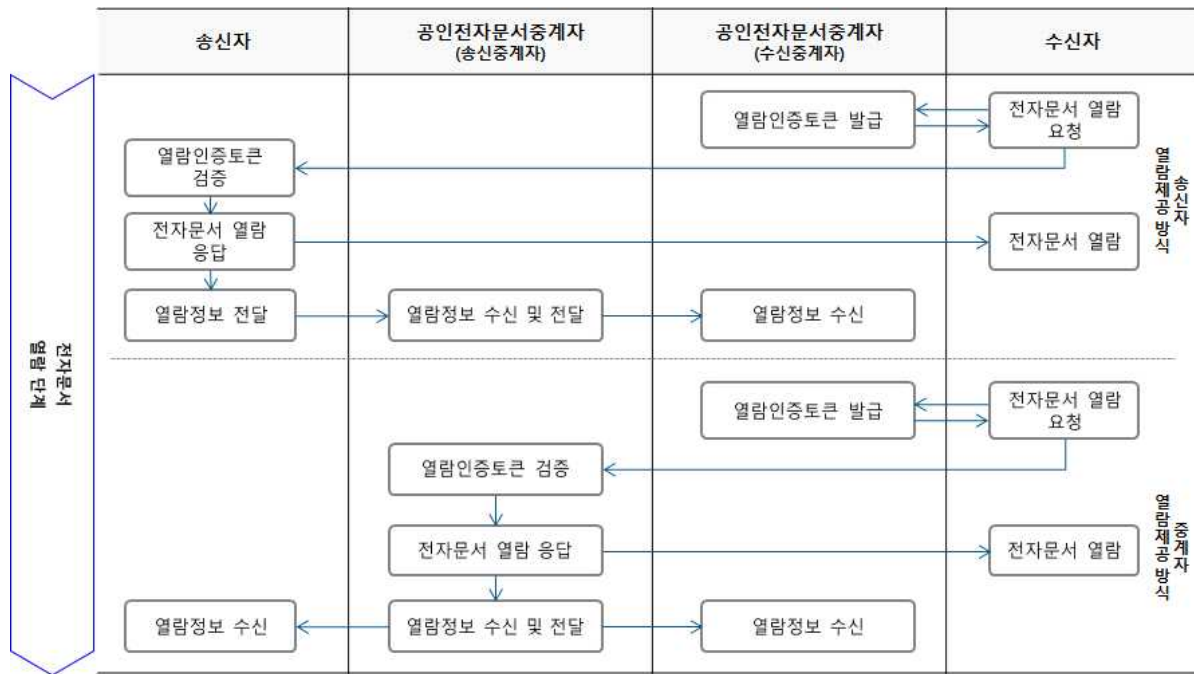 송신자
공인전자문서중계자
(송신중계자)
공인전자문서중계자
(수신중계자)
수신자
전자문서
열람 단계
열람인증토큰 발급
전자문서 열람
요청
열람인증토큰
검증
전자문서 열람
응답
전자문서 열람
열람정보 전달
열람정보 수신 및 전달
열람정보 수신
송신자
열람제공 방식
열람인증토큰 발급
전자문서 열람
요청
열람인증토큰 검증
전자문서 열람 응답
전자문서 열람
열람정보 수신
열람정보 수신 및 전달
열람정보 수신
중계자
열람제공 방식